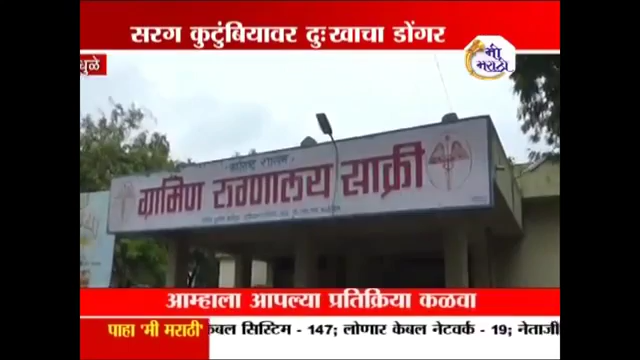 सरग कुटुंबियावर दुःखाचा डोंगर
मी
मराठी
धुळे
ग्रामिण रुग्णालय साक्री
आम्हाला आपल्या प्रतिक्रिया कळवा
पाहा 'मी मराठी' केबल सिस्टिम - 147; लोणार केबल नेटवर्क - 19; नेताजी